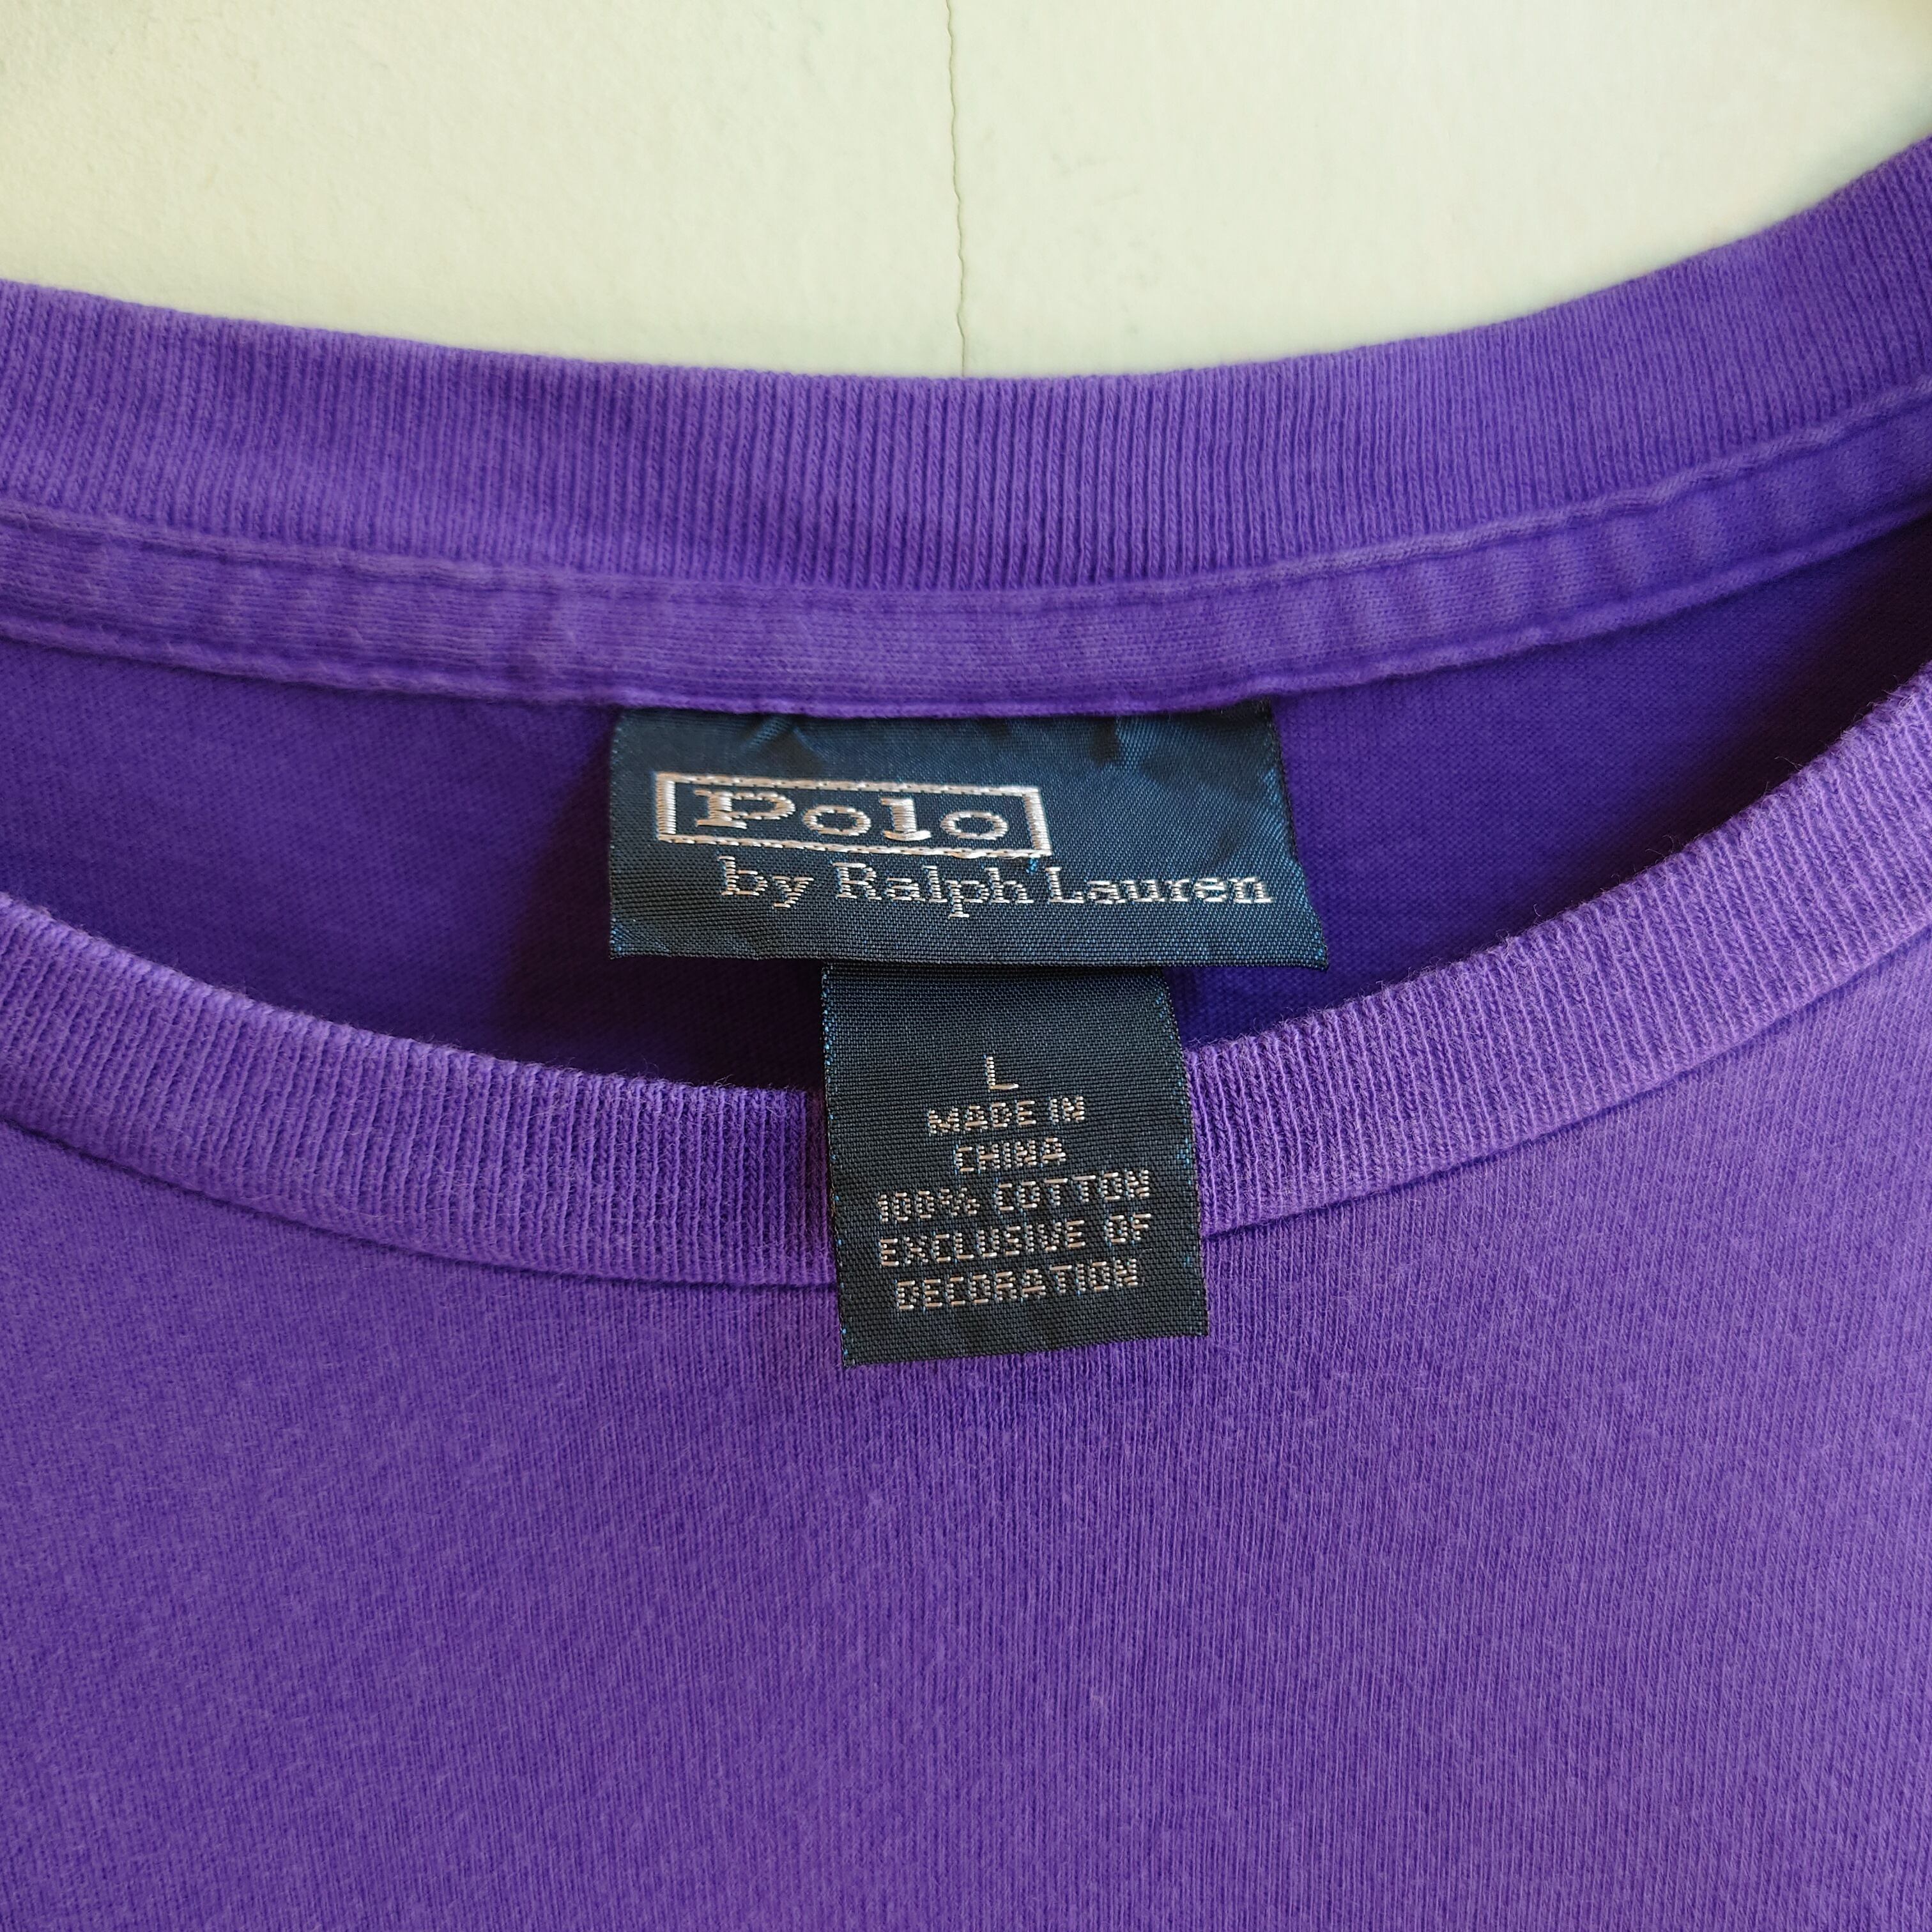 Polo
by Ralph Lauren
L
MADE IN
CHINA
100% COTTON
EXCLUSIVE OF
DECORATION